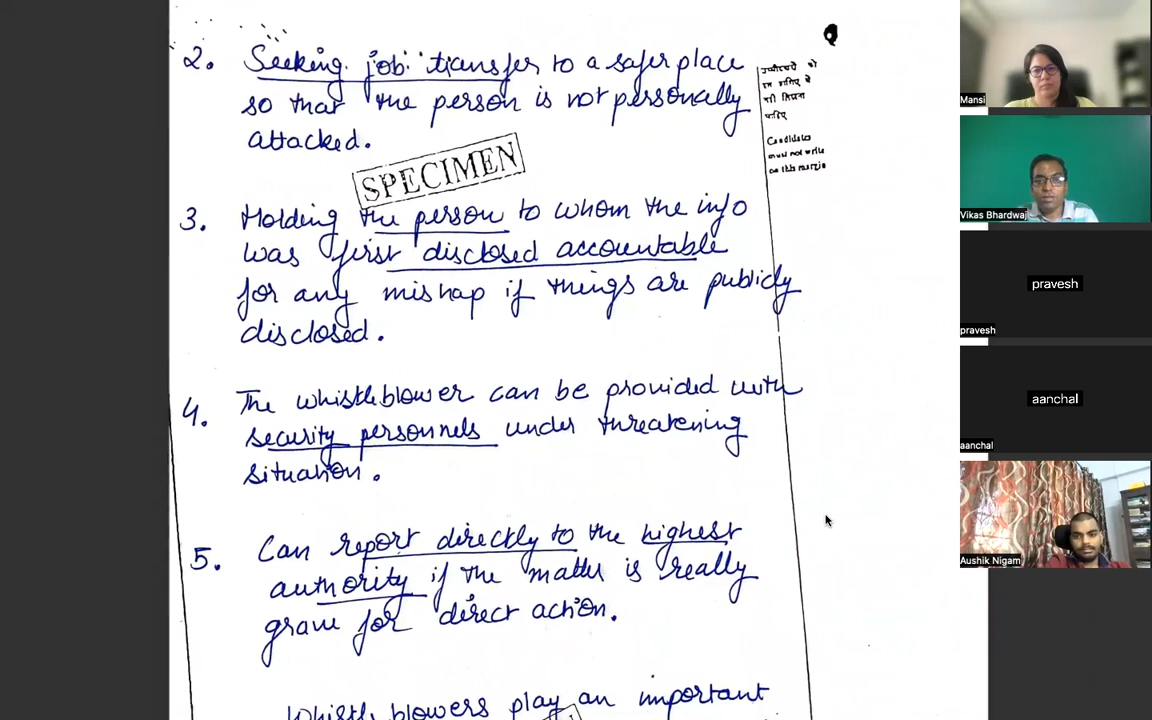 2. Seeking job transfer to a safer place
so that the person is not personally
attacked.
SPECIMEN
3. Holding the person to whom the info
was first disclosed accountable
for any mishap if things are publicly
disclosed.
4. The whistleblower can be provided with
security personnels under threatening
situation.
5. Can report directly to the highest
authority if the matter is really
grave for direct action.
Whistleblowers play an important
Candidates
must not write
on this margin
Mansi
Vikas Bhardwaj
pravesh
pravesh
aanchal
aanchal
Aushik Nigam